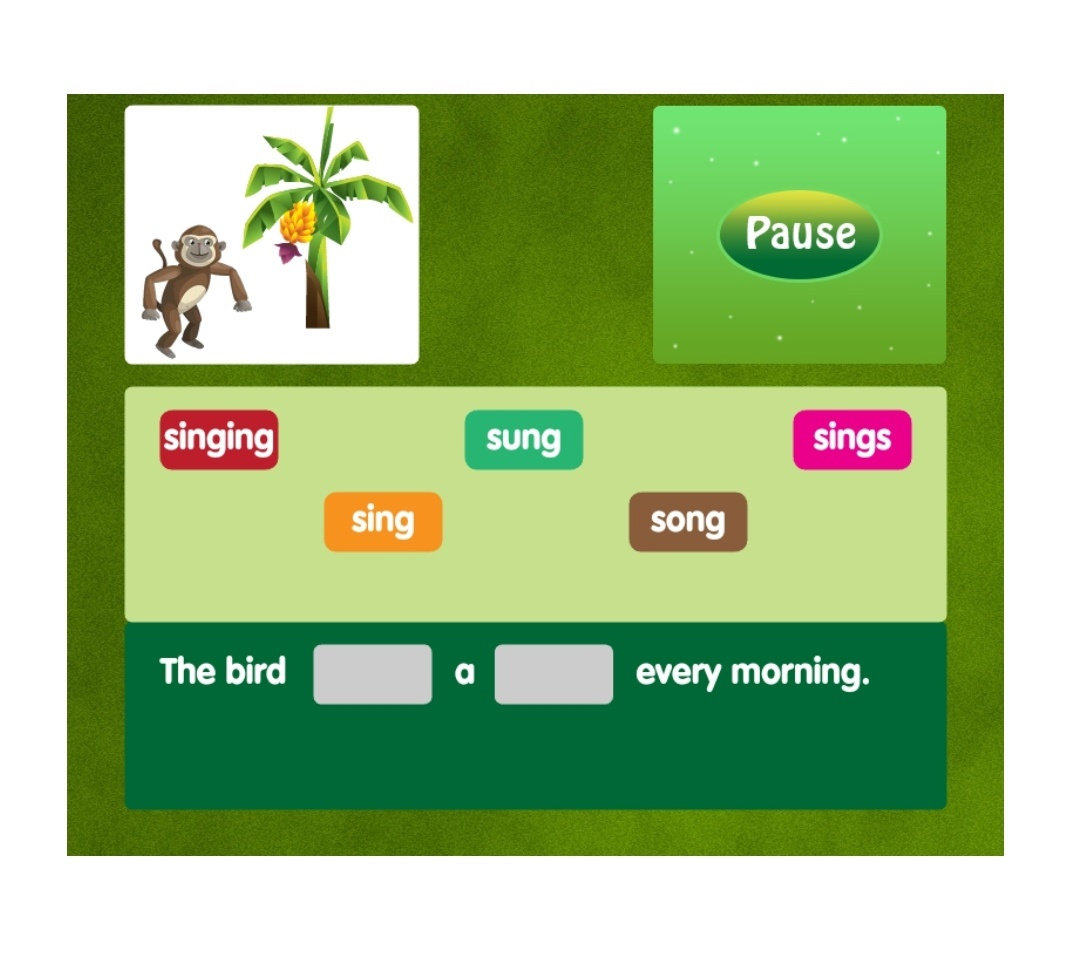 Pause
singing sung sings
sing song
The bird a every morning.